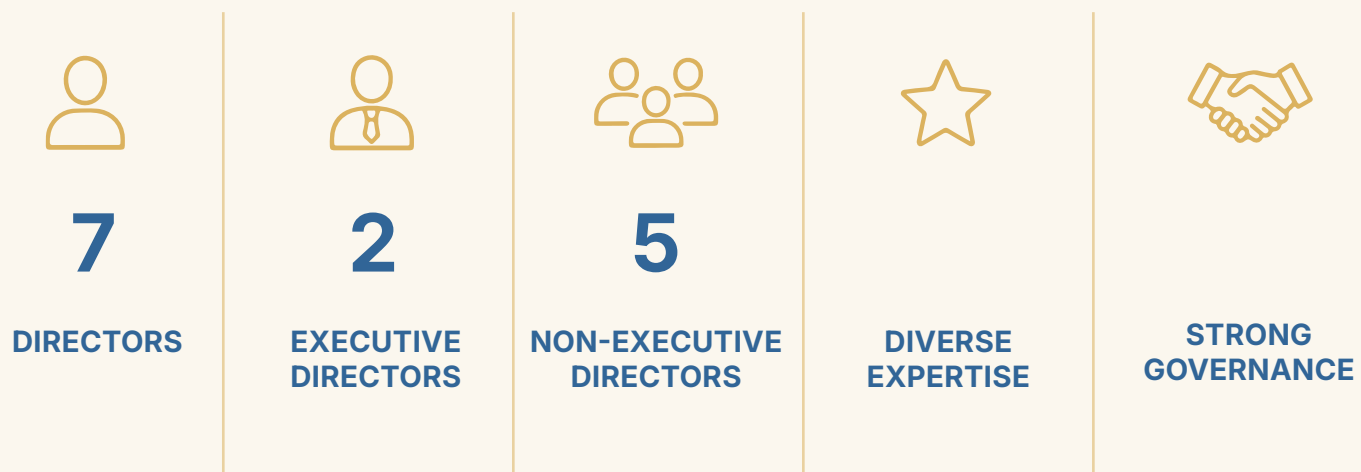 7
DIRECTORS
2
EXECUTIVE
DIRECTORS
5
NON-EXECUTIVE
DIRECTORS
DIVERSE
EXPERTISE
STRONG
GOVERNANCE